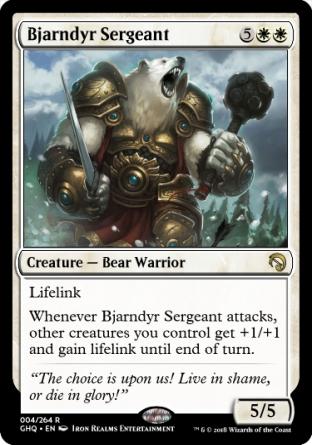 Bjarndyr Sergeant 5
Creature — Bear Warrior
Lifelink
Whenever Bjarndyr Sergeant attacks,
other creatures you control get +1/+1
and gain lifelink until end of turn.
“The choice is upon us! Live in shame,
or die in glory!”
5/5
004/264 R
GHQ • EN Iron Realms Entertainment
™ & © 2018 Wizards of the Coast